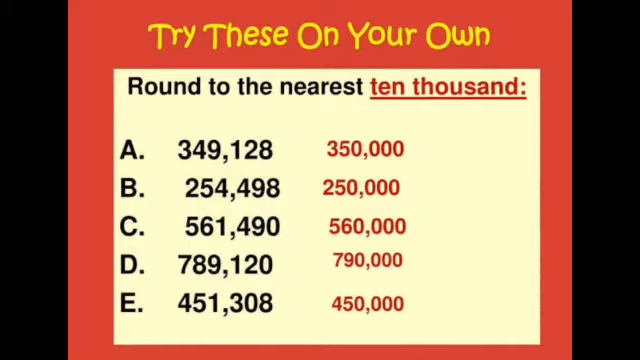 Try These On Your Own
Round to the nearest ten thousand:
A. 349,128 350,000
B. 254,498 250,000
C. 561,490 560,000
D. 789,120 790,000
E. 451,308 450,000